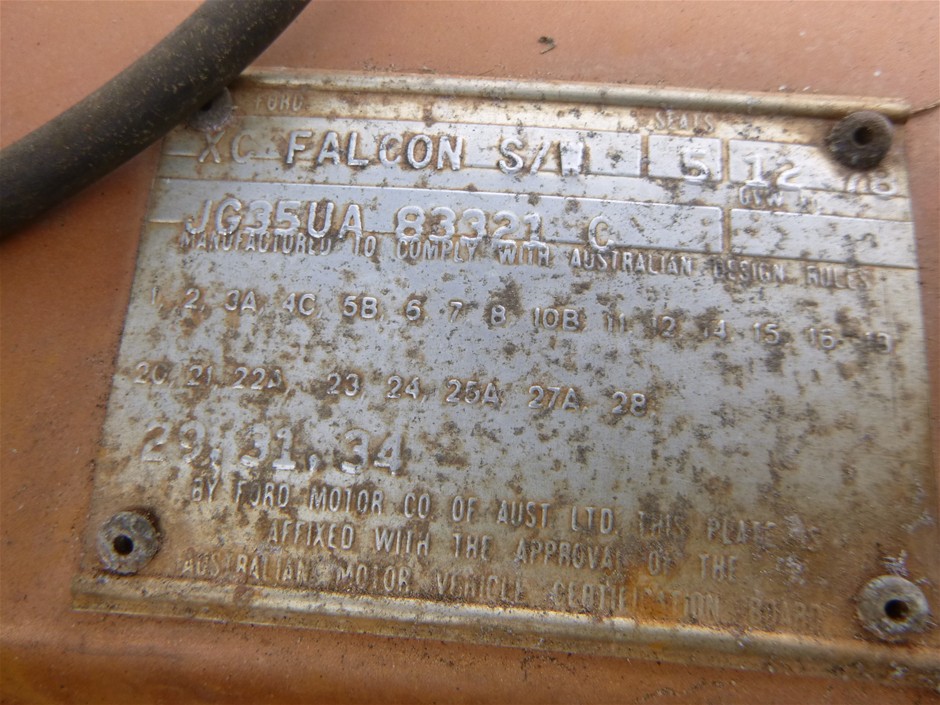 FORD SEATS
XC FALCON S/W 5 12 78
GVW
JG35UA 83321 C
MANUFACTURED TO COMPLY WITH AUSTRALIAN DESIGN RULES
1, 2, 3A, 4C, 5B, 6, 7, 8, 10B, 11, 12, 14, 15, 16, 18
20, 21, 22A, 23, 24, 25A, 27A, 28,
29,31,34
BY FORD MOTOR CO OF AUST LTD. THIS PLATE IS
AFFIXED WITH THE APPROVAL OF THE
AUSTRALIAN MOTOR VEHICLE CERTIFICATION BOARD